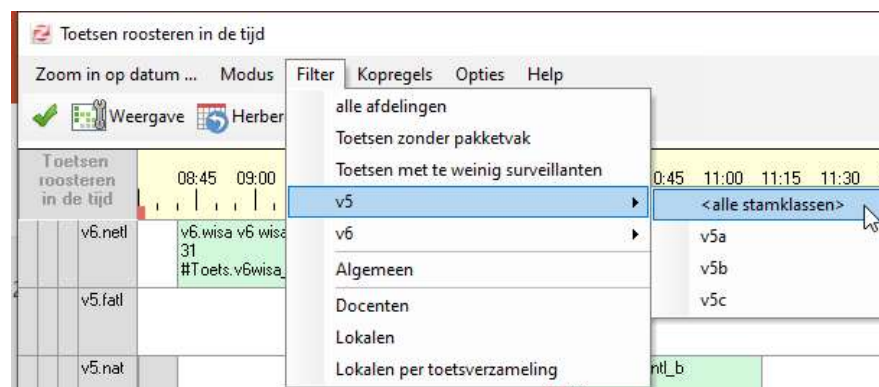 Toetsen roosteren in de tijd
Zoom in op datum ... Modus Filter Kopregels Opties Help
Weergave Herber
alle afdelingen
Toetsen zonder pakketvak
Toetsen met te weinig surveillanten
v5
v6
Algemeen
Docenten
Lokalen
Lokalen per toetsverzameling
<alle stamklassen>
v5a
v5b
v5c
Toetsen
roosteren
in de tijd
08:45 09:00
0:45 11:00 11:15 11:30
v6.netl
v6.wisa v6 wisa
31
#Toets.v6wisa_
v5.fatl
v5.nat
ntl_b